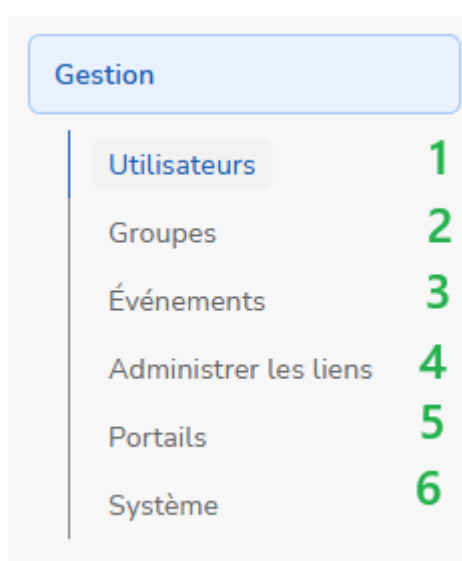 Gestion
Utilisateurs 1
Groupes 2
Événements 3
Administrer les liens 4
Portails 5
Système 6